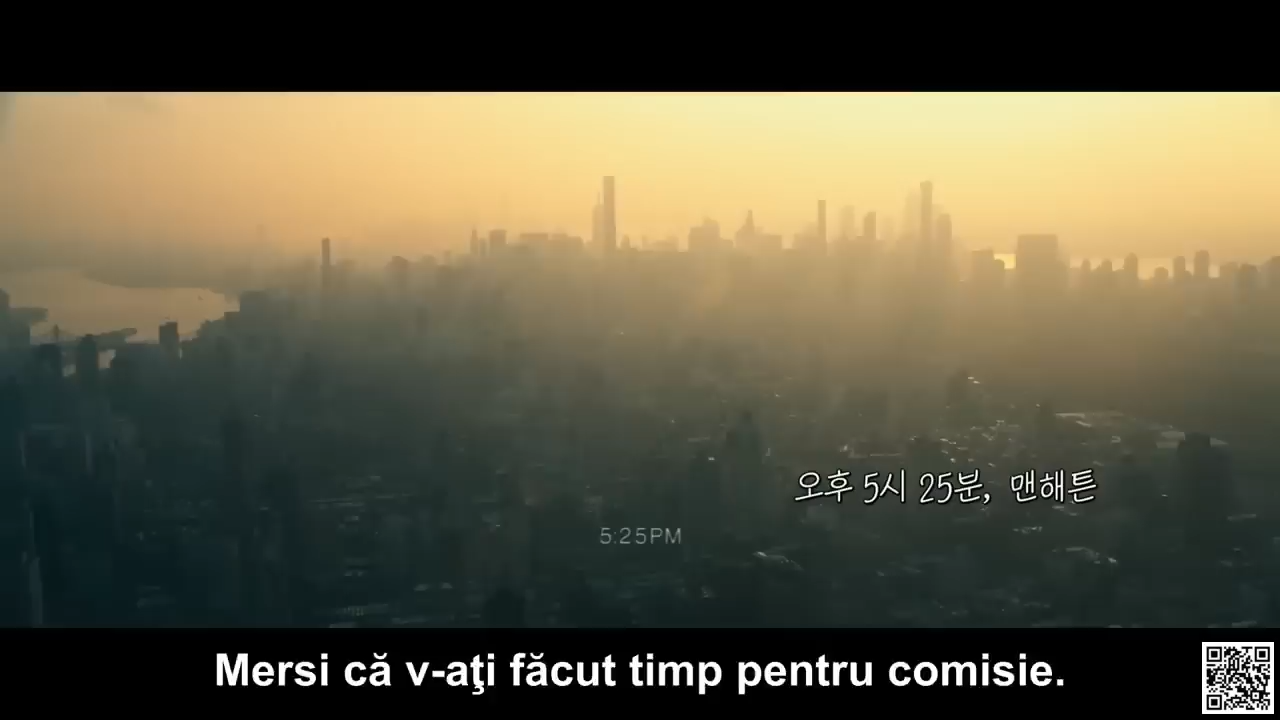 오후 5시 25분, 맨해튼
5:25PM
Mersi că v-aţi făcut timp pentru comisie.